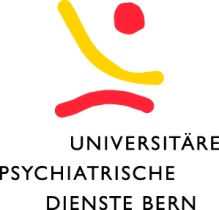 UNIVERSITÄRE
PSYCHIATRISCHE
DIENSTE BERN